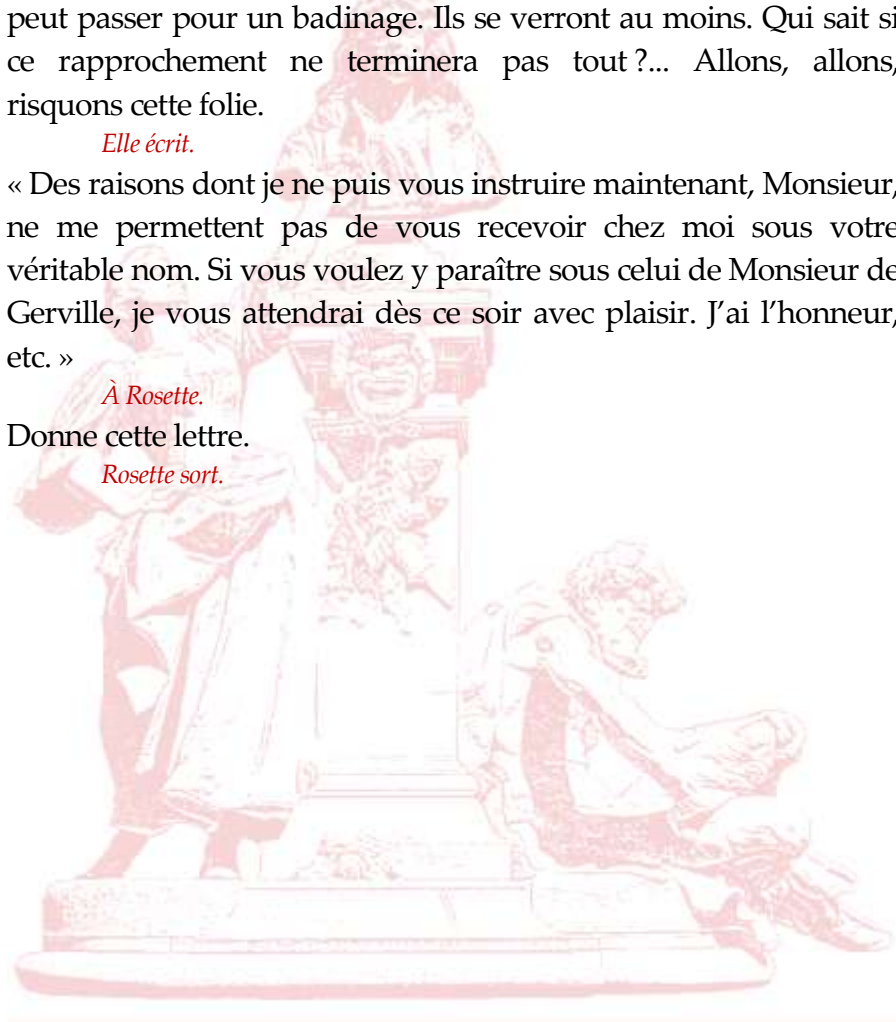 peut passer pour un badinage. Ils se verront au moins. Qui sait si
ce rapprochement ne terminera pas tout ?... Allons, allons,
risquons cette folie.
Elle écrit.
« Des raisons dont je ne puis vous instruire maintenant, Monsieur,
ne me permettent pas de vous recevoir chez moi sous votre
véritable nom. Si vous voulez y paraître sous celui de Monsieur de
Gerville, je vous attendrai dès ce soir avec plaisir. J’ai l’honneur,
etc. »
À Rosette.
Donne cette lettre.
Rosette sort.